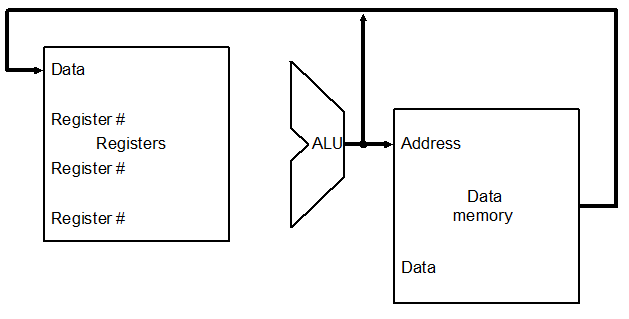 Data
Register #
Registers
Register #
Register #
ALU
Address
Data
memory
Data